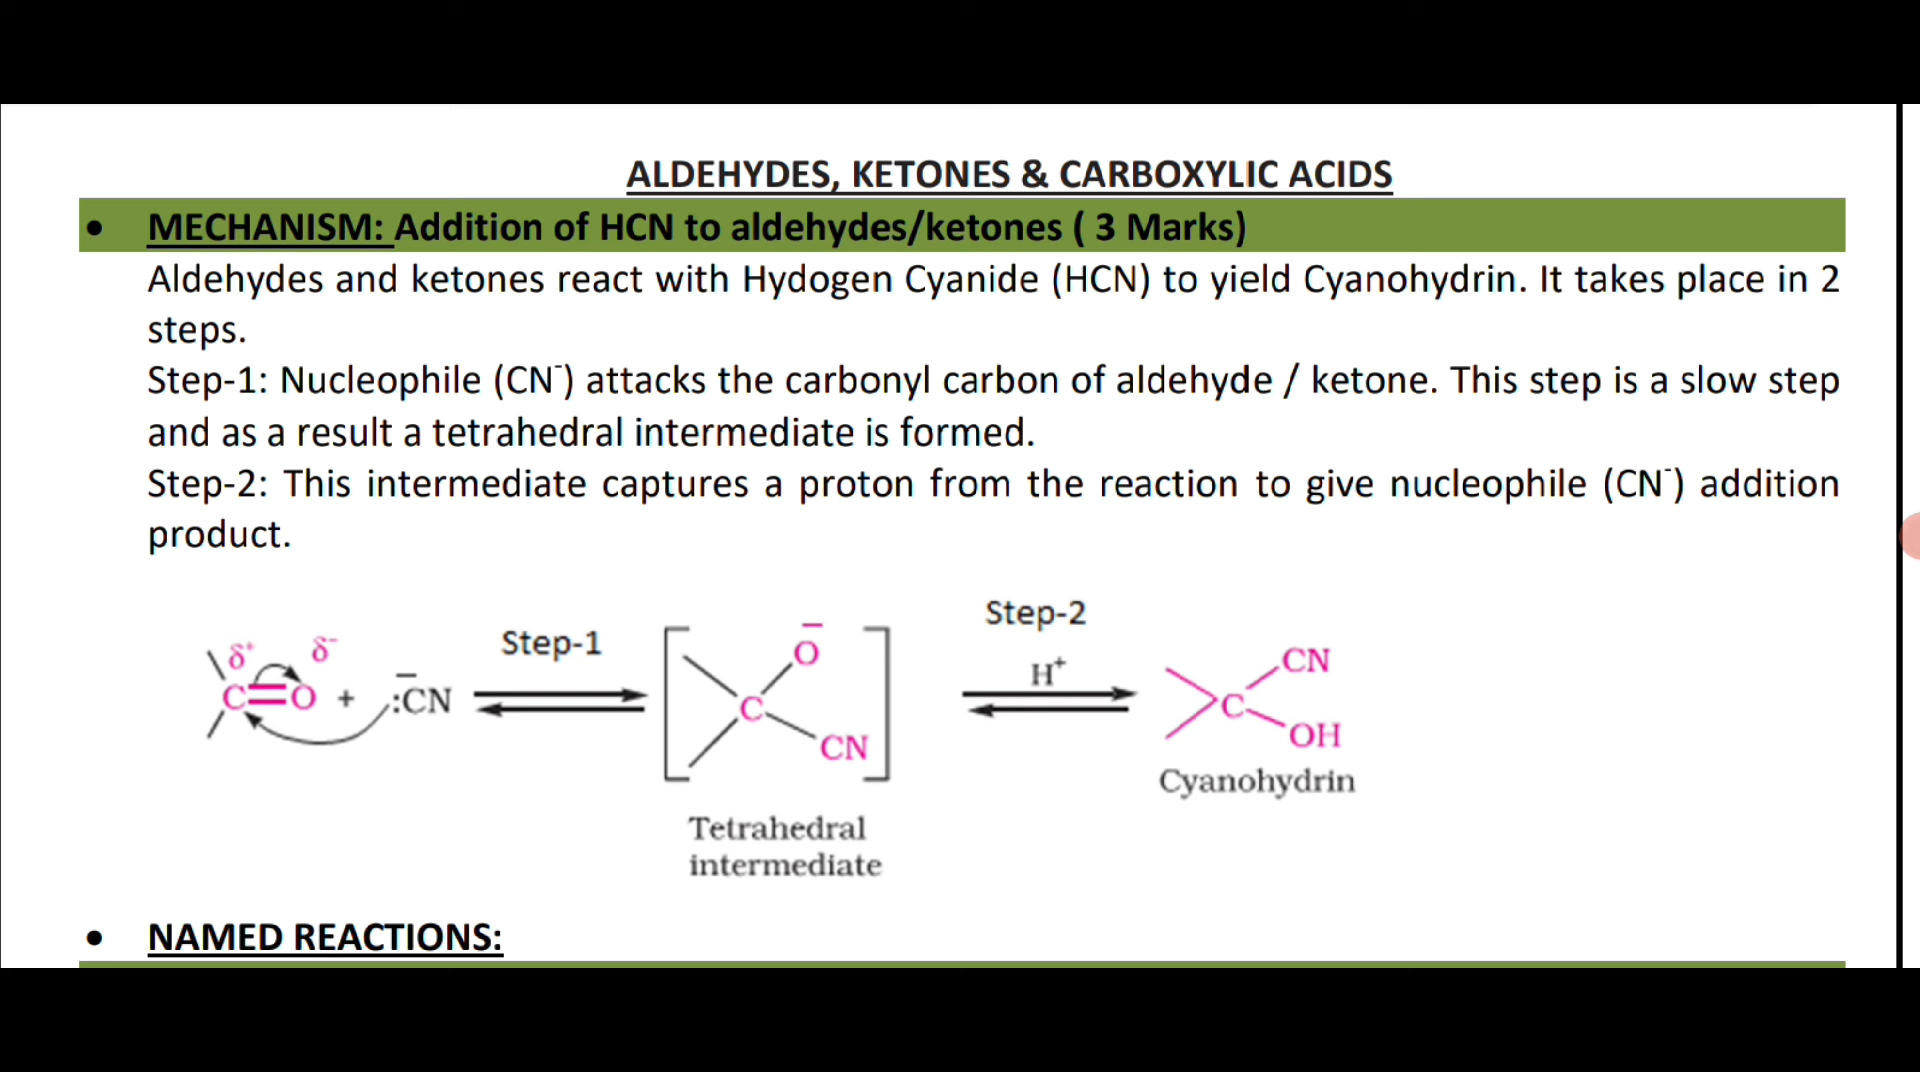 ALDEHYDES, KETONES & CARBOXYLIC ACIDS
• MECHANISM: Addition of HCN to aldehydes/ketones ( 3 Marks)
Aldehydes and ketones react with Hydogen Cyanide (HCN) to yield Cyanohydrin. It takes place in 2
steps.
Step-1: Nucleophile (CN⁻) attacks the carbonyl carbon of aldehyde / ketone. This step is a slow step
and as a result a tetrahedral intermediate is formed.
Step-2: This intermediate captures a proton from the reaction to give nucleophile (CN⁻) addition
product.
δ⁺ δ⁻
C=O + :C̄N
Step-1
O⁻
C
CN
Tetrahedral
intermediate
Step-2
H⁺
CN
C
OH
Cyanohydrin
• NAMED REACTIONS: